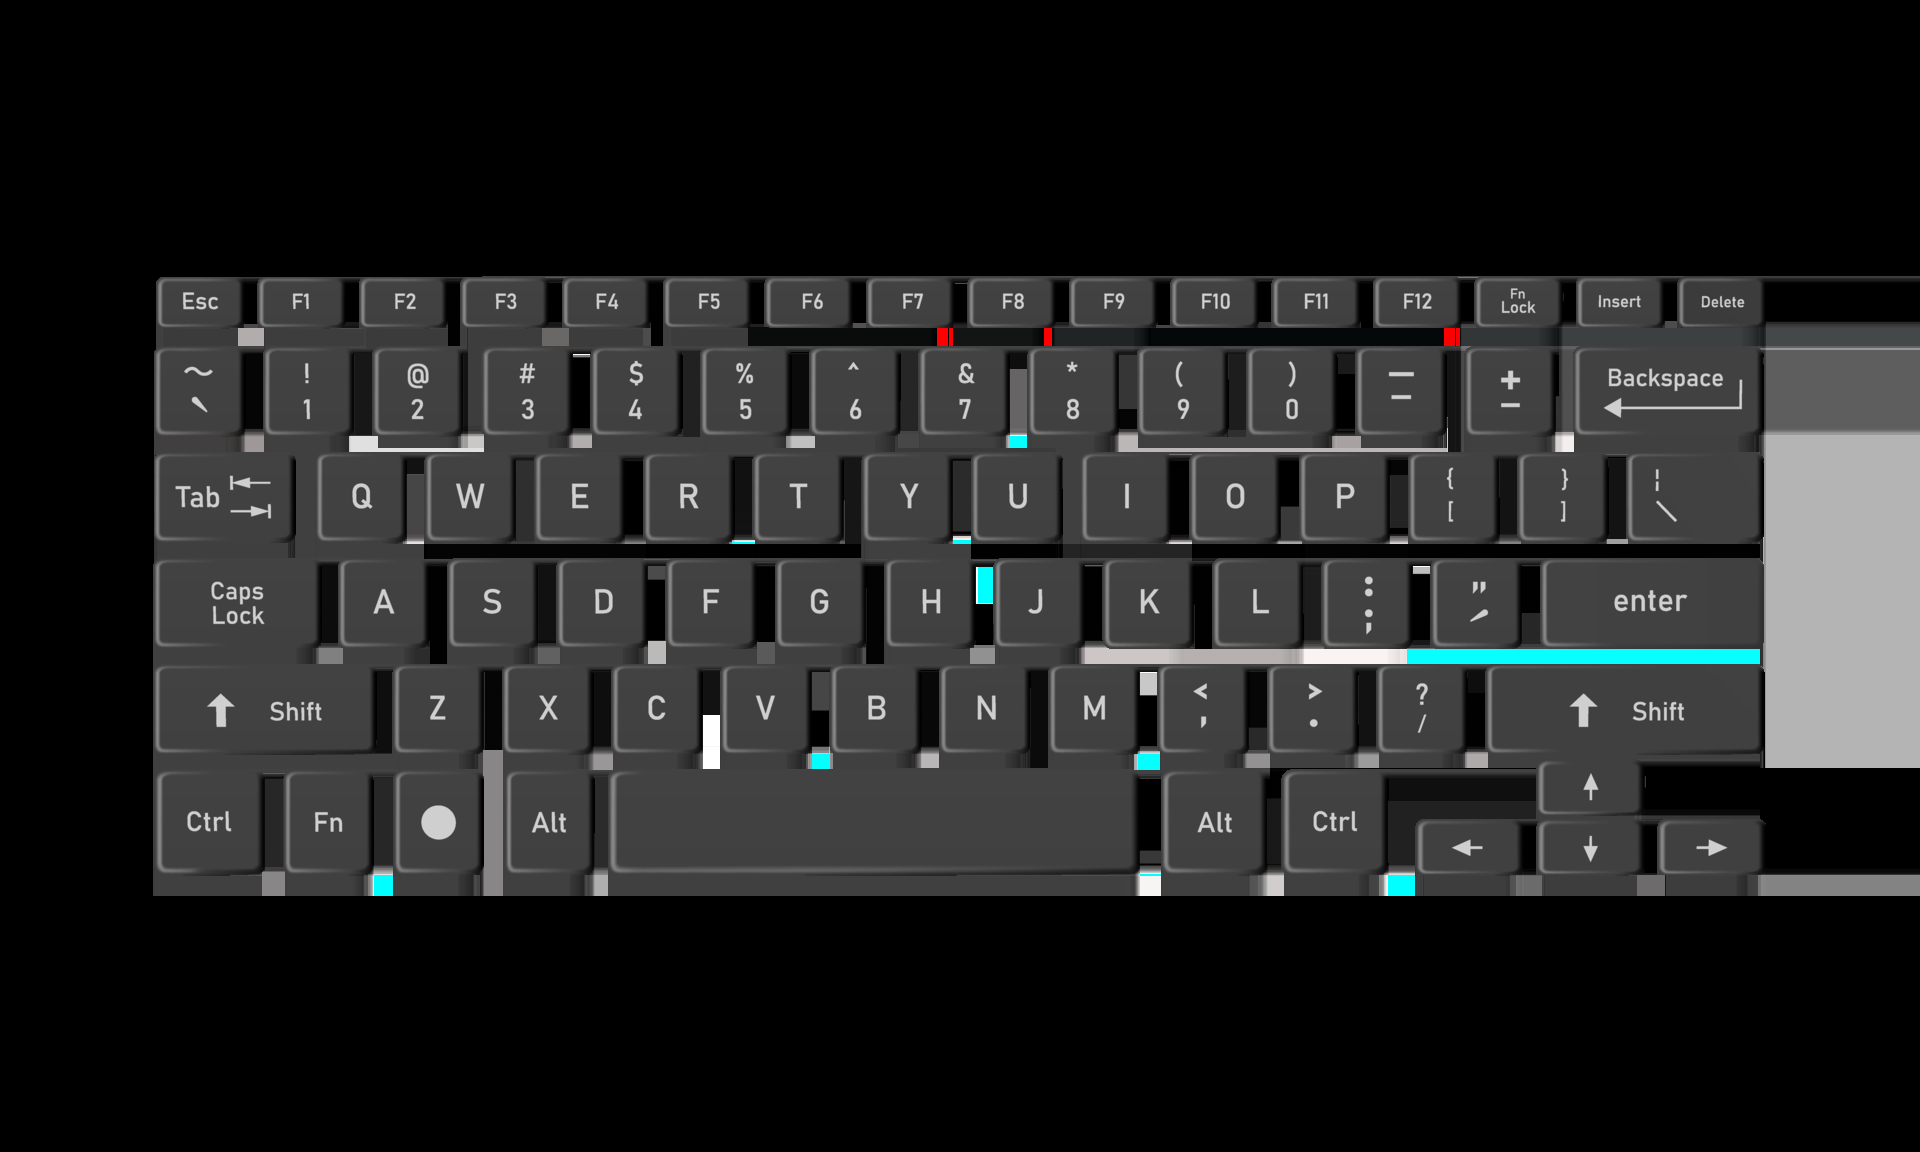 Esc F1 F2 F3 F4 F5 F6 F7 F8 F9 F10 F11 F12 Fn Lock Insert Delete
~ ! @ # $ % ^ & * ( ) — + Backspace
` 1 2 3 4 5 6 7 8 9 0 – –
Tab Q W E R T Y U I O P { [ } ] ¦ \
Caps Lock A S D F G H J K L : ; " ' enter
Shift Z X C V B N M < , > . ? / Shift
Ctrl Fn Alt Alt Ctrl